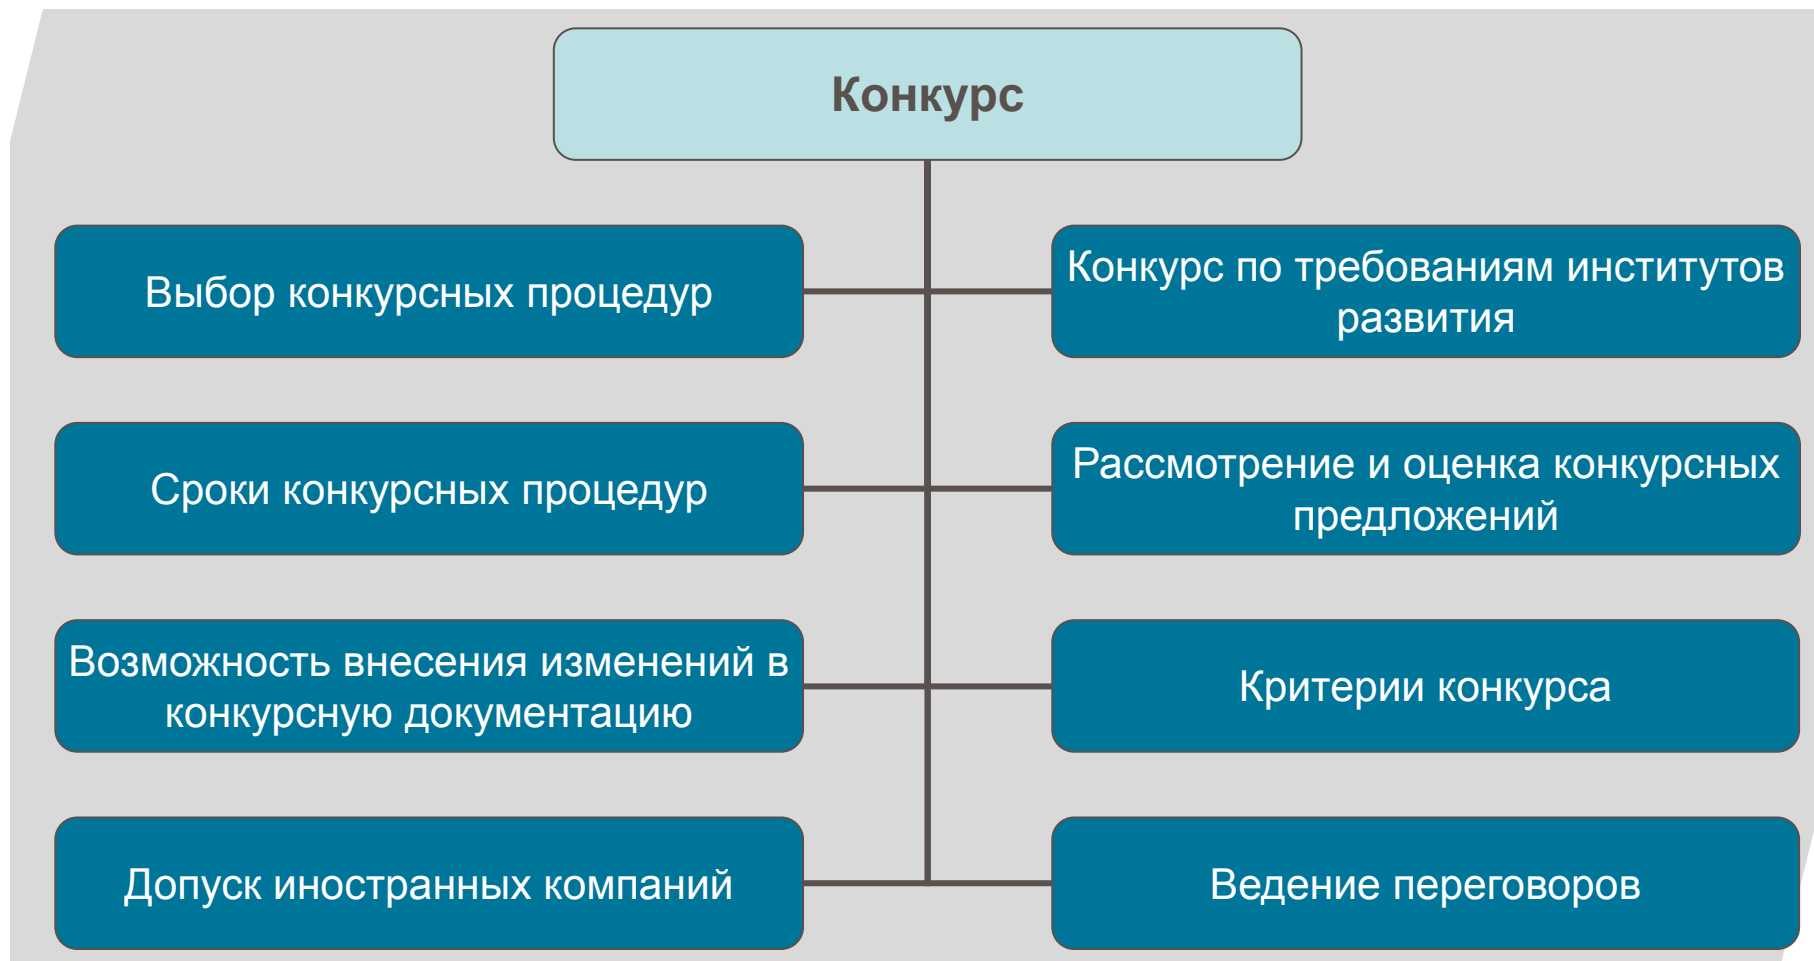 Конкурс
Выбор конкурсных процедур
Конкурс по требованиям институтов
развития
Сроки конкурсных процедур
Рассмотрение и оценка конкурсных
предложений
Возможность внесения изменений в
конкурсную документацию
Критерии конкурса
Допуск иностранных компаний
Ведение переговоров